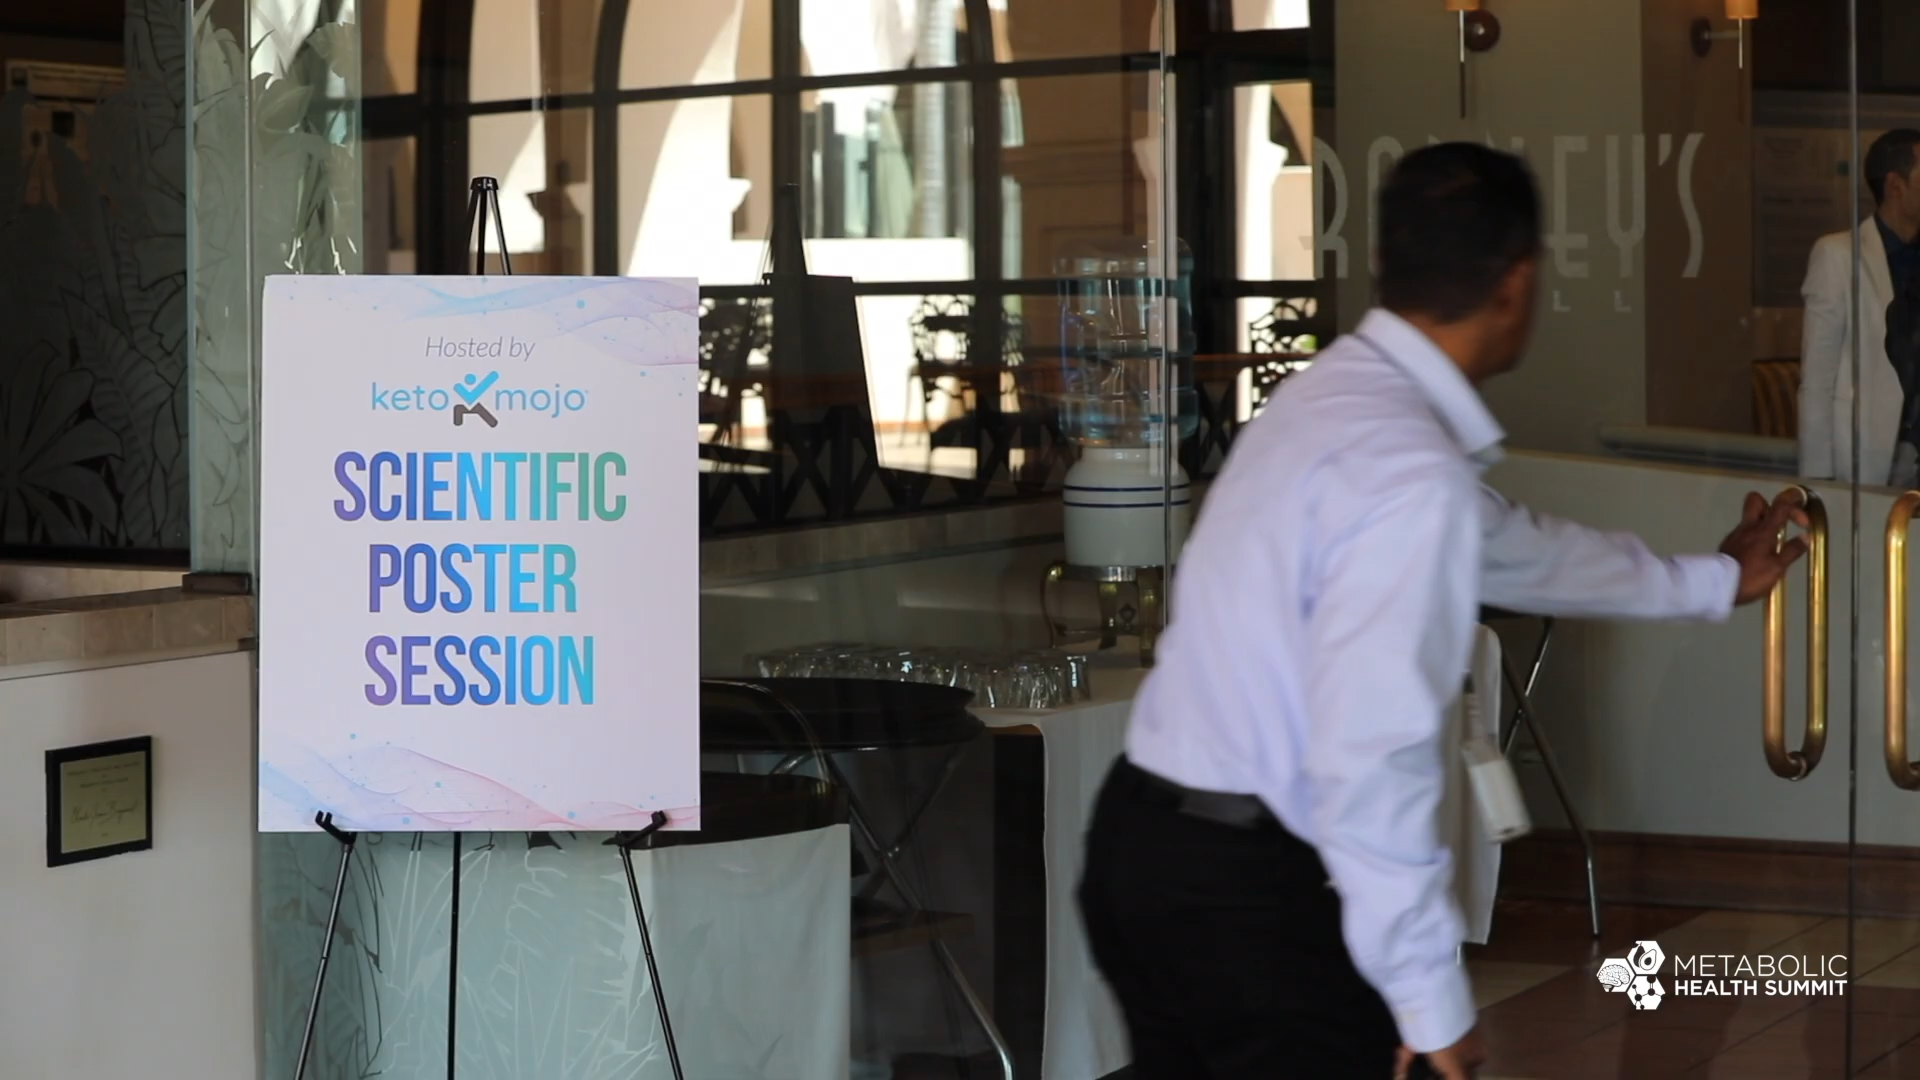 Hosted by
keto mojo
SCIENTIFIC
POSTER
SESSION
METABOLIC
HEALTH SUMMIT